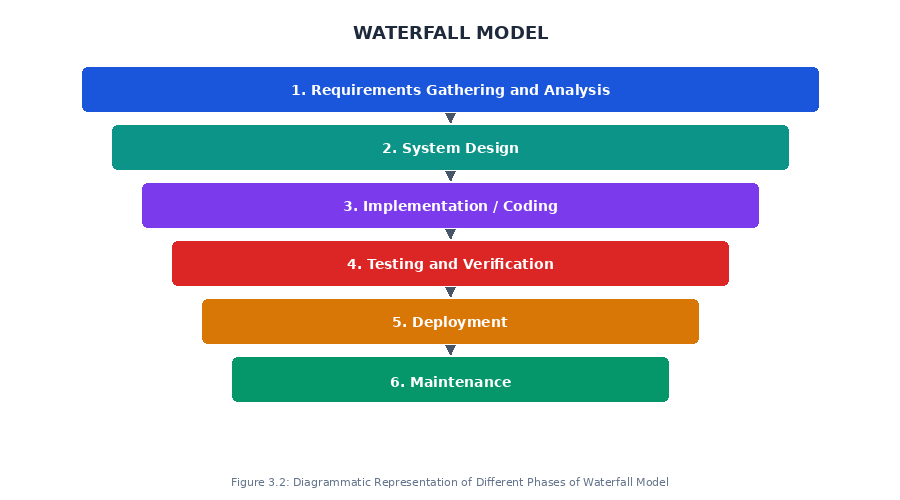 WATERFALL MODEL
1. Requirements Gathering and Analysis
2. System Design
3. Implementation / Coding
4. Testing and Verification
5. Deployment
6. Maintenance
Figure 3.2: Diagrammatic Representation of Different Phases of Waterfall Model